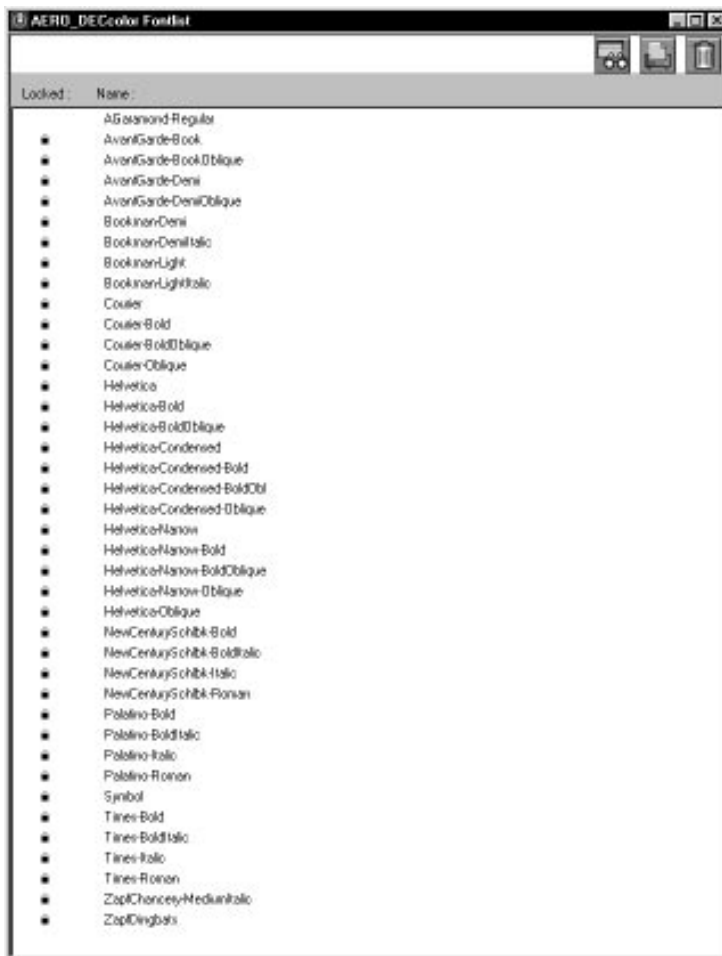 AERO_DECcolor Fontlist
Locked : Name :
AGaramond-Regular
AvantGarde-Book
AvantGarde-BookOblique
AvantGarde-Demi
AvantGarde-DemiOblique
Bookman-Demi
Bookman-DemiItalic
Bookman-Light
Bookman-LightItalic
Courier
Courier-Bold
Courier-BoldOblique
Courier-Oblique
Helvetica
Helvetica-Bold
Helvetica-BoldOblique
Helvetica-Condensed
Helvetica-Condensed-Bold
Helvetica-Condensed-BoldObl
Helvetica-Condensed-Oblique
Helvetica-Narrow
Helvetica-Narrow-Bold
Helvetica-Narrow-BoldOblique
Helvetica-Narrow-Oblique
Helvetica-Oblique
NewCenturySchlbk-Bold
NewCenturySchlbk-BoldItalic
NewCenturySchlbk-Italic
NewCenturySchlbk-Roman
Palatino-Bold
Palatino-BoldItalic
Palatino-Italic
Palatino-Roman
Symbol
Times-Bold
Times-BoldItalic
Times-Italic
Times-Roman
ZapfChancery-MediumItalic
ZapfDingbats